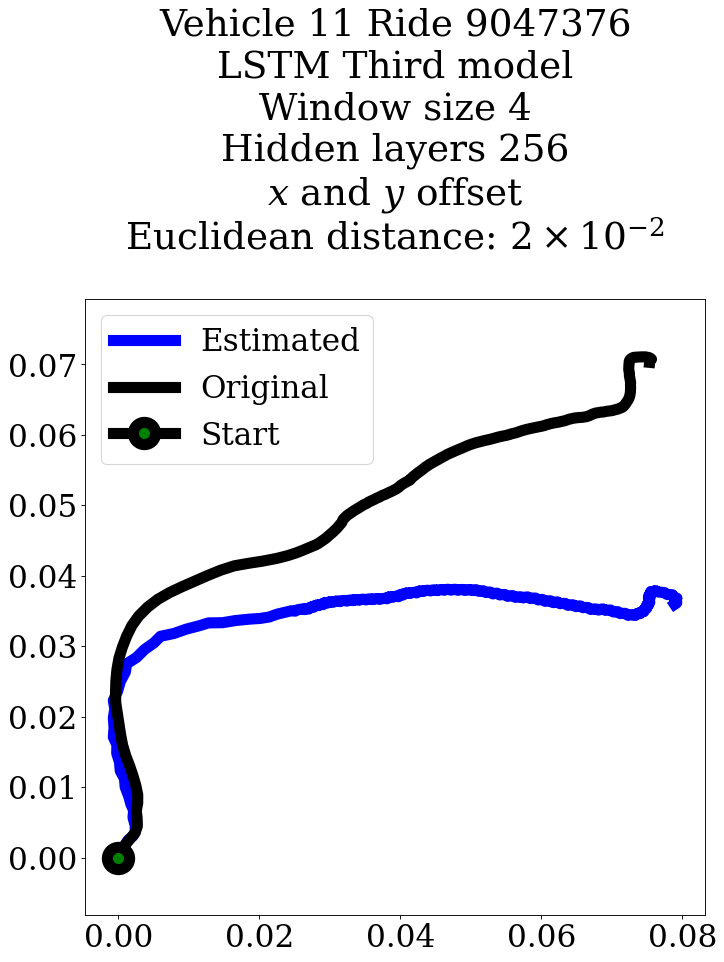 Vehicle 11 Ride 9047376
LSTM Third model
Window size 4
Hidden layers 256
x and y offset
Euclidean distance: 2 × 10⁻²
Estimated
Original
Start
0.07
0.06
0.05
0.04
0.03
0.02
0.01
0.00
0.00 0.02 0.04 0.06 0.08